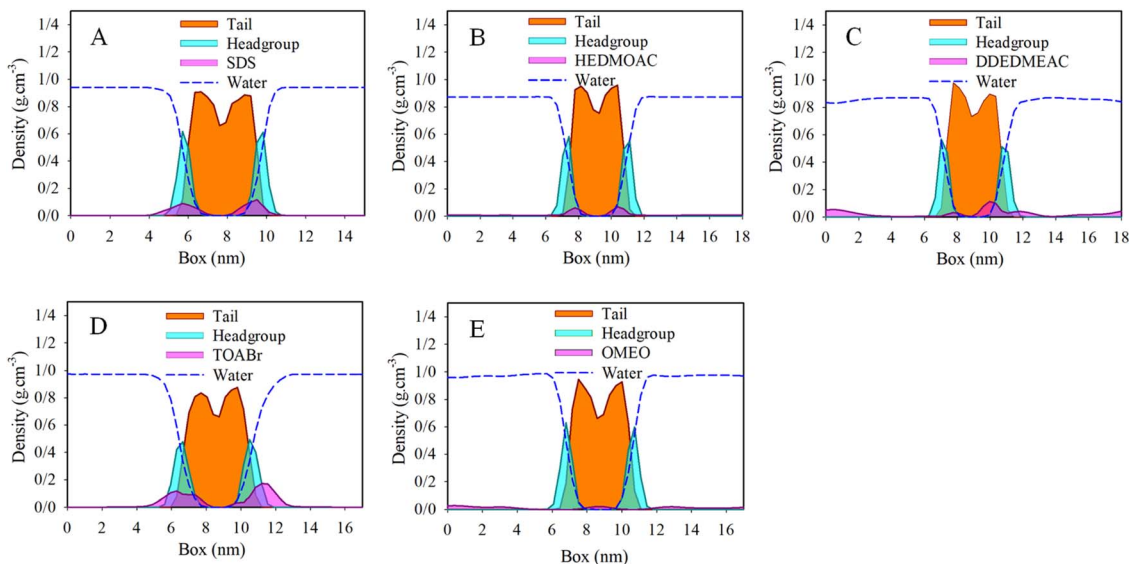 A
Tail
Headgroup
SDS
Water
1/4
1/2
1/0
0/8
0/6
0/4
0/2
0/0
Density (g.cm-3)
0 2 4 6 8 10 12 14
Box (nm)
B
Tail
Headgroup
HEDMOAC
Water
1/4
1/2
1/0
0/8
0/6
0/4
0/2
0/0
Density (g.cm-3)
0 2 4 6 8 10 12 14 16 18
Box (nm)
C
Tail
Headgroup
DDEDMEAC
Water
1/4
1/2
1/0
0/8
0/6
0/4
0/2
0/0
Density (g.cm-3)
0 2 4 6 8 10 12 14 16 18
Box (nm)
D
Tail
Headgroup
TOABr
Water
1/4
1/2
1/0
0/8
0/6
0/4
0/2
0/0
Density (g.cm-3)
0 2 4 6 8 10 12 14 16
Box (nm)
E
Tail
Headgroup
OMEO
Water
1/4
1/2
1/0
0/8
0/6
0/4
0/2
0/0
Density (g.cm-3)
0 2 4 6 8 10 12 14 16
Box (nm)